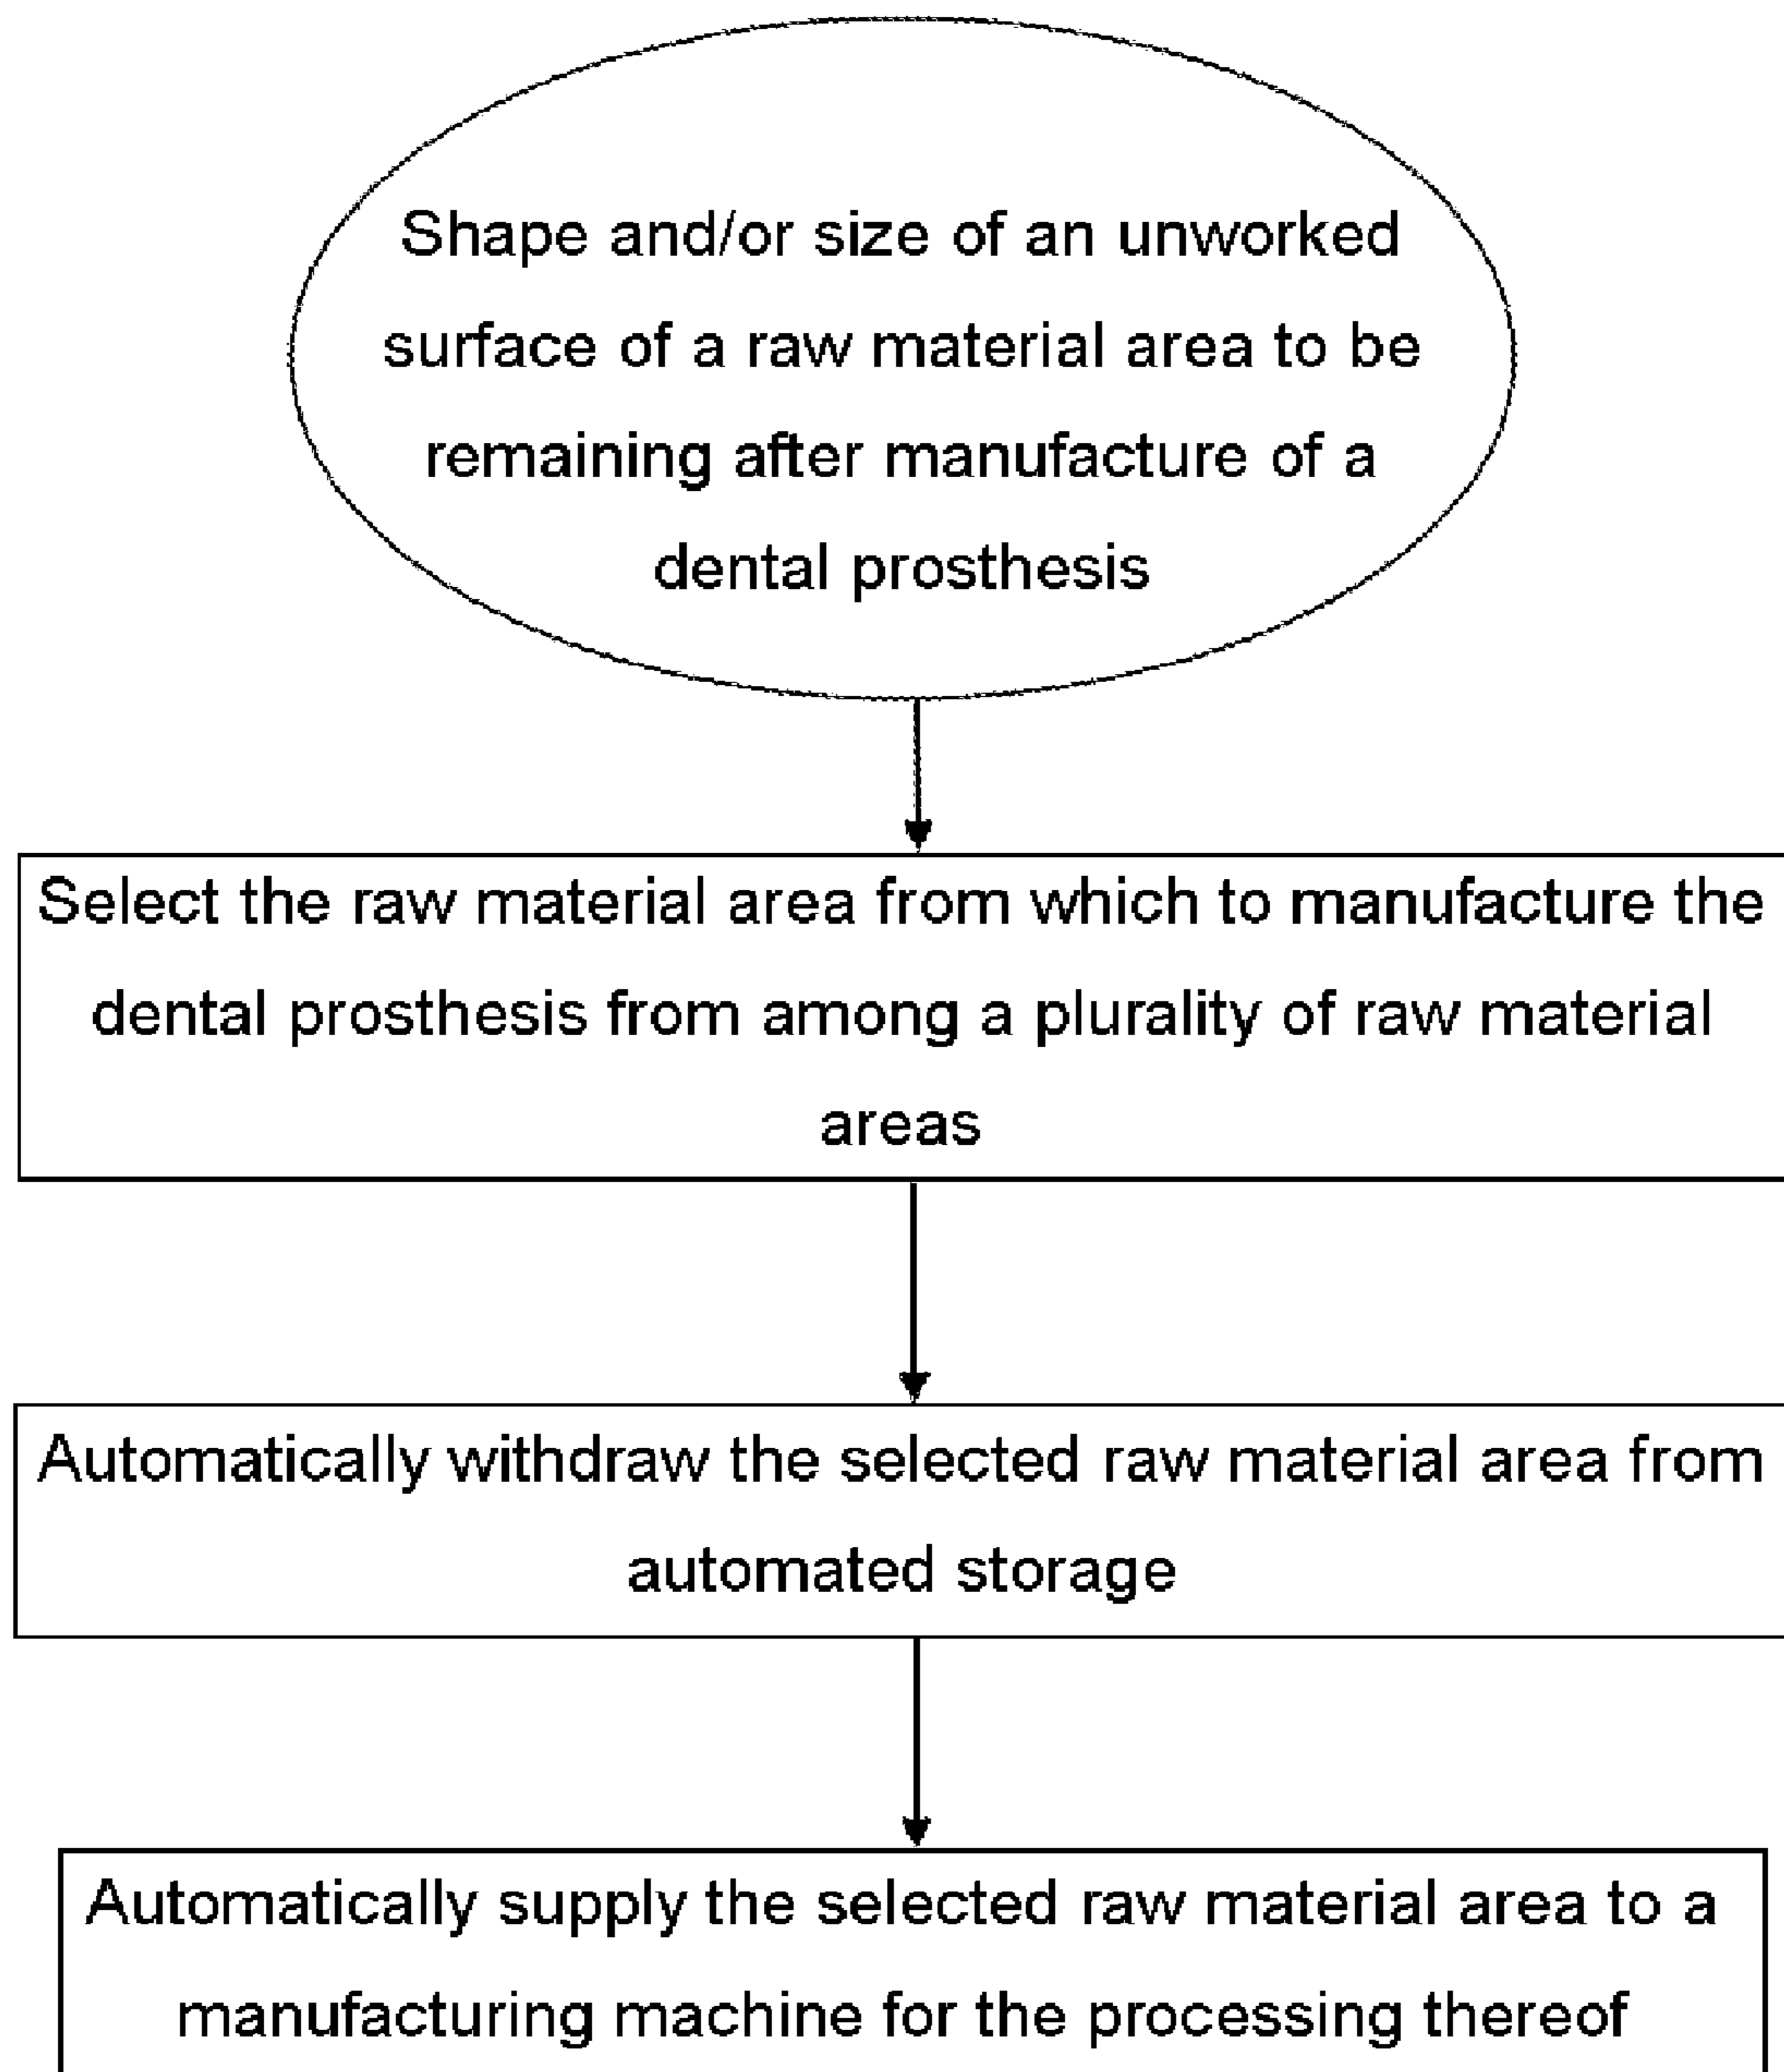 Shape and/or size of an unworked
surface of a raw material area to be
remaining after manufacture of a
dental prosthesis
Select the raw material area from which to manufacture the
dental prosthesis from among a plurality of raw material
areas
Automatically withdraw the selected raw material area from
automated storage
Automatically supply the selected raw material area to a
manufacturing machine for the processing thereof